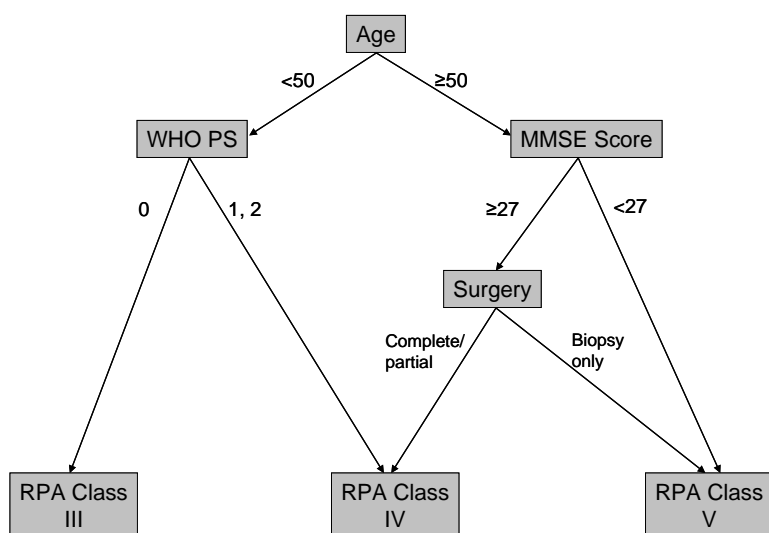 Age
<50
≥50
WHO PS
MMSE Score
0
1, 2
≥27
<27
Surgery
Complete/
partial
Biopsy
only
RPA Class
III
RPA Class
IV
RPA Class
V